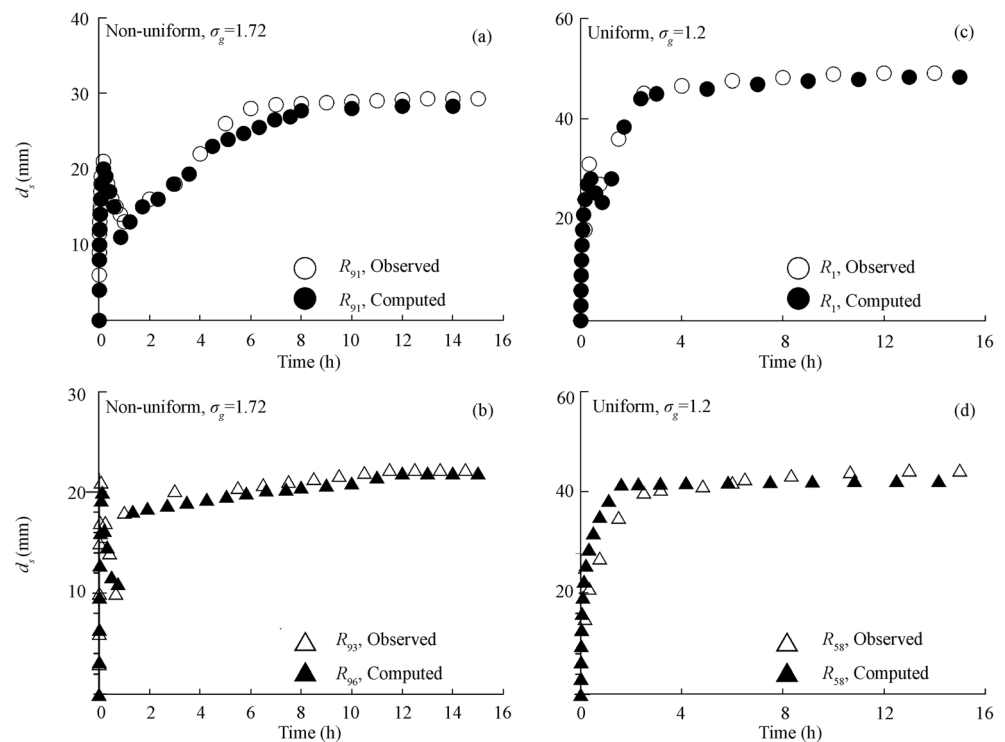 Non-uniform, σg=1.72
(a)
40
30
20
10
ds (mm)
R91, Observed
R91, Computed
0 2 4 6 8 10 12 14 16
Time (h)
Uniform, σg=1.2
(c)
60
40
20
R1, Observed
R1, Computed
0 4 8 12 16
Time (h)
Non-uniform, σg=1.72
(b)
30
20
10
ds (mm)
R93, Observed
R96, Computed
0 2 4 6 8 10 12 14 16
Time (h)
Uniform, σg=1.2
(d)
60
40
20
R58, Observed
R58, Computed
0 4 8 12 16
Time (h)